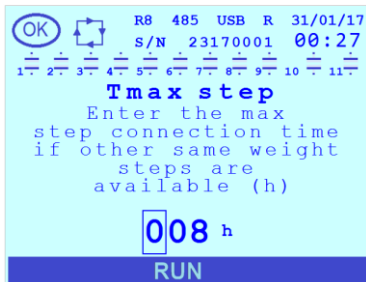 OK R8 485 USB R 31/01/17
S/N 23170001 00:27
1 2 3 4 5 6 7 8 9 10 11
Tmax step
Enter the max
step connection time
if other same weight
steps are
available (h)
008 h
RUN